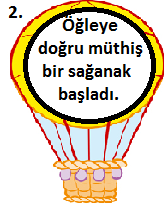 2.
Öğleye
doğru müthiş
bir sağanak
başladı.